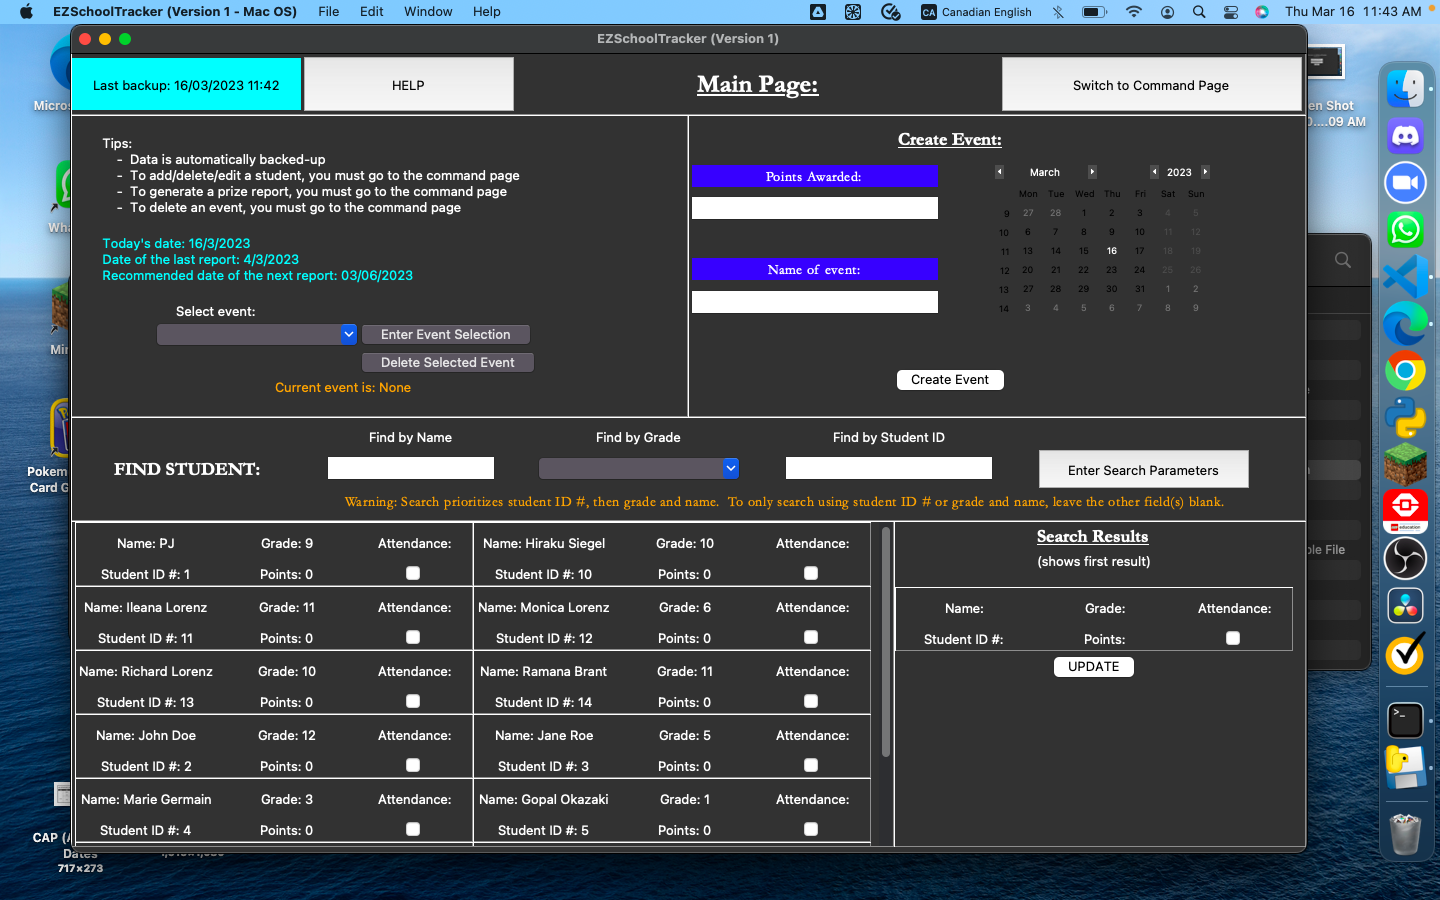 EZSchoolTracker (Version 1 - Mac OS) File Edit Window Help
CA Canadian English Thu Mar 16 11:43 AM
EZSchoolTracker (Version 1)
Last backup: 16/03/2023 11:42
HELP
Main Page:
Switch to Command Page
Tips:
- Data is automatically backed-up
- To add/delete/edit a student, you must go to the command page
- To generate a prize report, you must go to the command page
- To delete an event, you must go to the command page
Today's date: 16/3/2023
Date of the last report: 4/3/2023
Recommended date of the next report: 03/06/2023
Select event:
Enter Event Selection
Delete Selected Event
Current event is: None
Create Event:
Points Awarded:
Name of event:
March 2023
Mon Tue Wed Thu Fri Sat Sun
9 27 28 1 2 3 4 5
10 6 7 8 9 10 11 12
11 13 14 15 16 17 18 19
12 20 21 22 23 24 25 26
13 27 28 29 30 31 1 2
14 3 4 5 6 7 8 9
Create Event
FIND STUDENT:
Find by Name
Find by Grade
Find by Student ID
Enter Search Parameters
Warning: Search prioritizes student ID #, then grade and name. To only search using student ID # or grade and name, leave the other field(s) blank.
Name: PJ Grade: 9 Attendance: Name: Hiraku Siegel Grade: 10 Attendance:
Student ID #: 1 Points: 0 Student ID #: 10 Points: 0
Name: Ileana Lorenz Grade: 11 Attendance: Name: Monica Lorenz Grade: 6 Attendance:
Student ID #: 11 Points: 0 Student ID #: 12 Points: 0
Name: Richard Lorenz Grade: 10 Attendance: Name: Ramana Brant Grade: 11 Attendance:
Student ID #: 13 Points: 0 Student ID #: 14 Points: 0
Name: John Doe Grade: 12 Attendance: Name: Jane Roe Grade: 5 Attendance:
Student ID #: 2 Points: 0 Student ID #: 3 Points: 0
Name: Marie Germain Grade: 3 Attendance: Name: Gopal Okazaki Grade: 1 Attendance:
Student ID #: 4 Points: 0 Student ID #: 5 Points: 0
Search Results
(shows first result)
Name: Grade: Attendance:
Student ID #: Points:
UPDATE
Micros
Wha
Min
Pokem
Card G
CAP (A
Dates
717×273
en Shot
0....09 AM
ble File
education